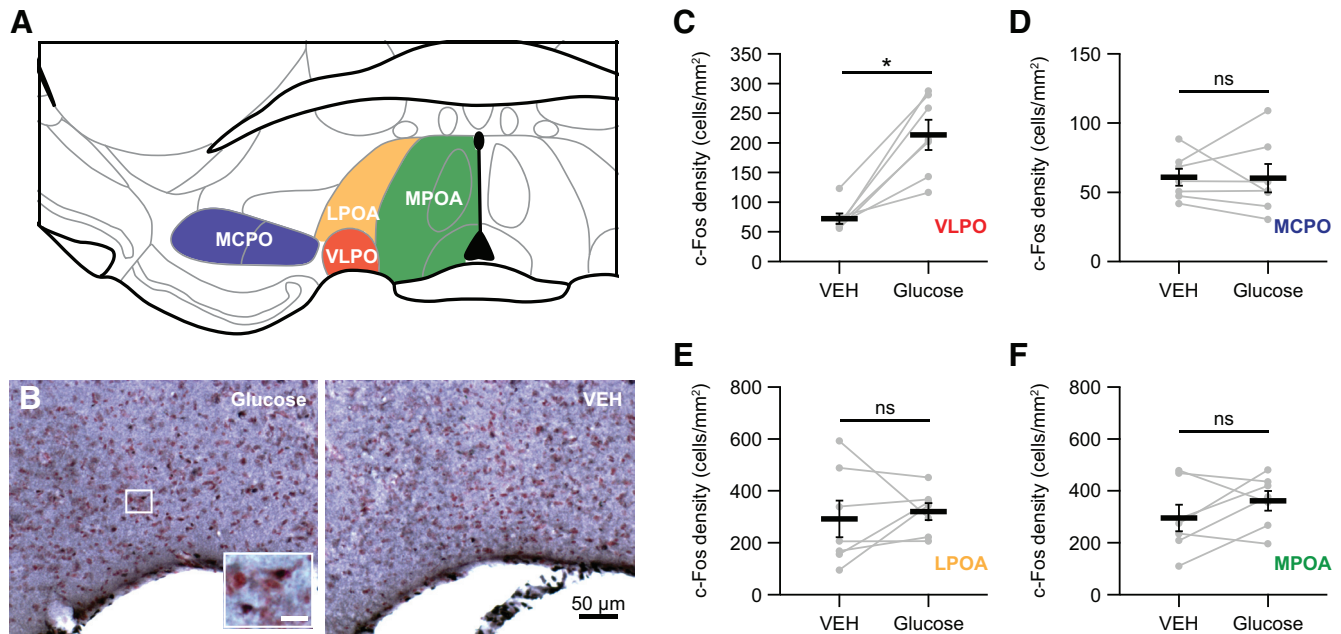 A
LPOA
MPOA
MCPO
VLPO
B
Glucose
VEH
50 µm
C
c-Fos density (cells/mm²)
350
300
250
200
150
100
50
0
*
VEH
Glucose
VLPO
D
c-Fos density (cells/mm²)
150
100
50
0
ns
VEH
Glucose
MCPO
E
c-Fos density (cells/mm²)
800
600
400
200
0
ns
VEH
Glucose
LPOA
F
c-Fos density (cells/mm²)
800
600
400
200
0
ns
VEH
Glucose
MPOA